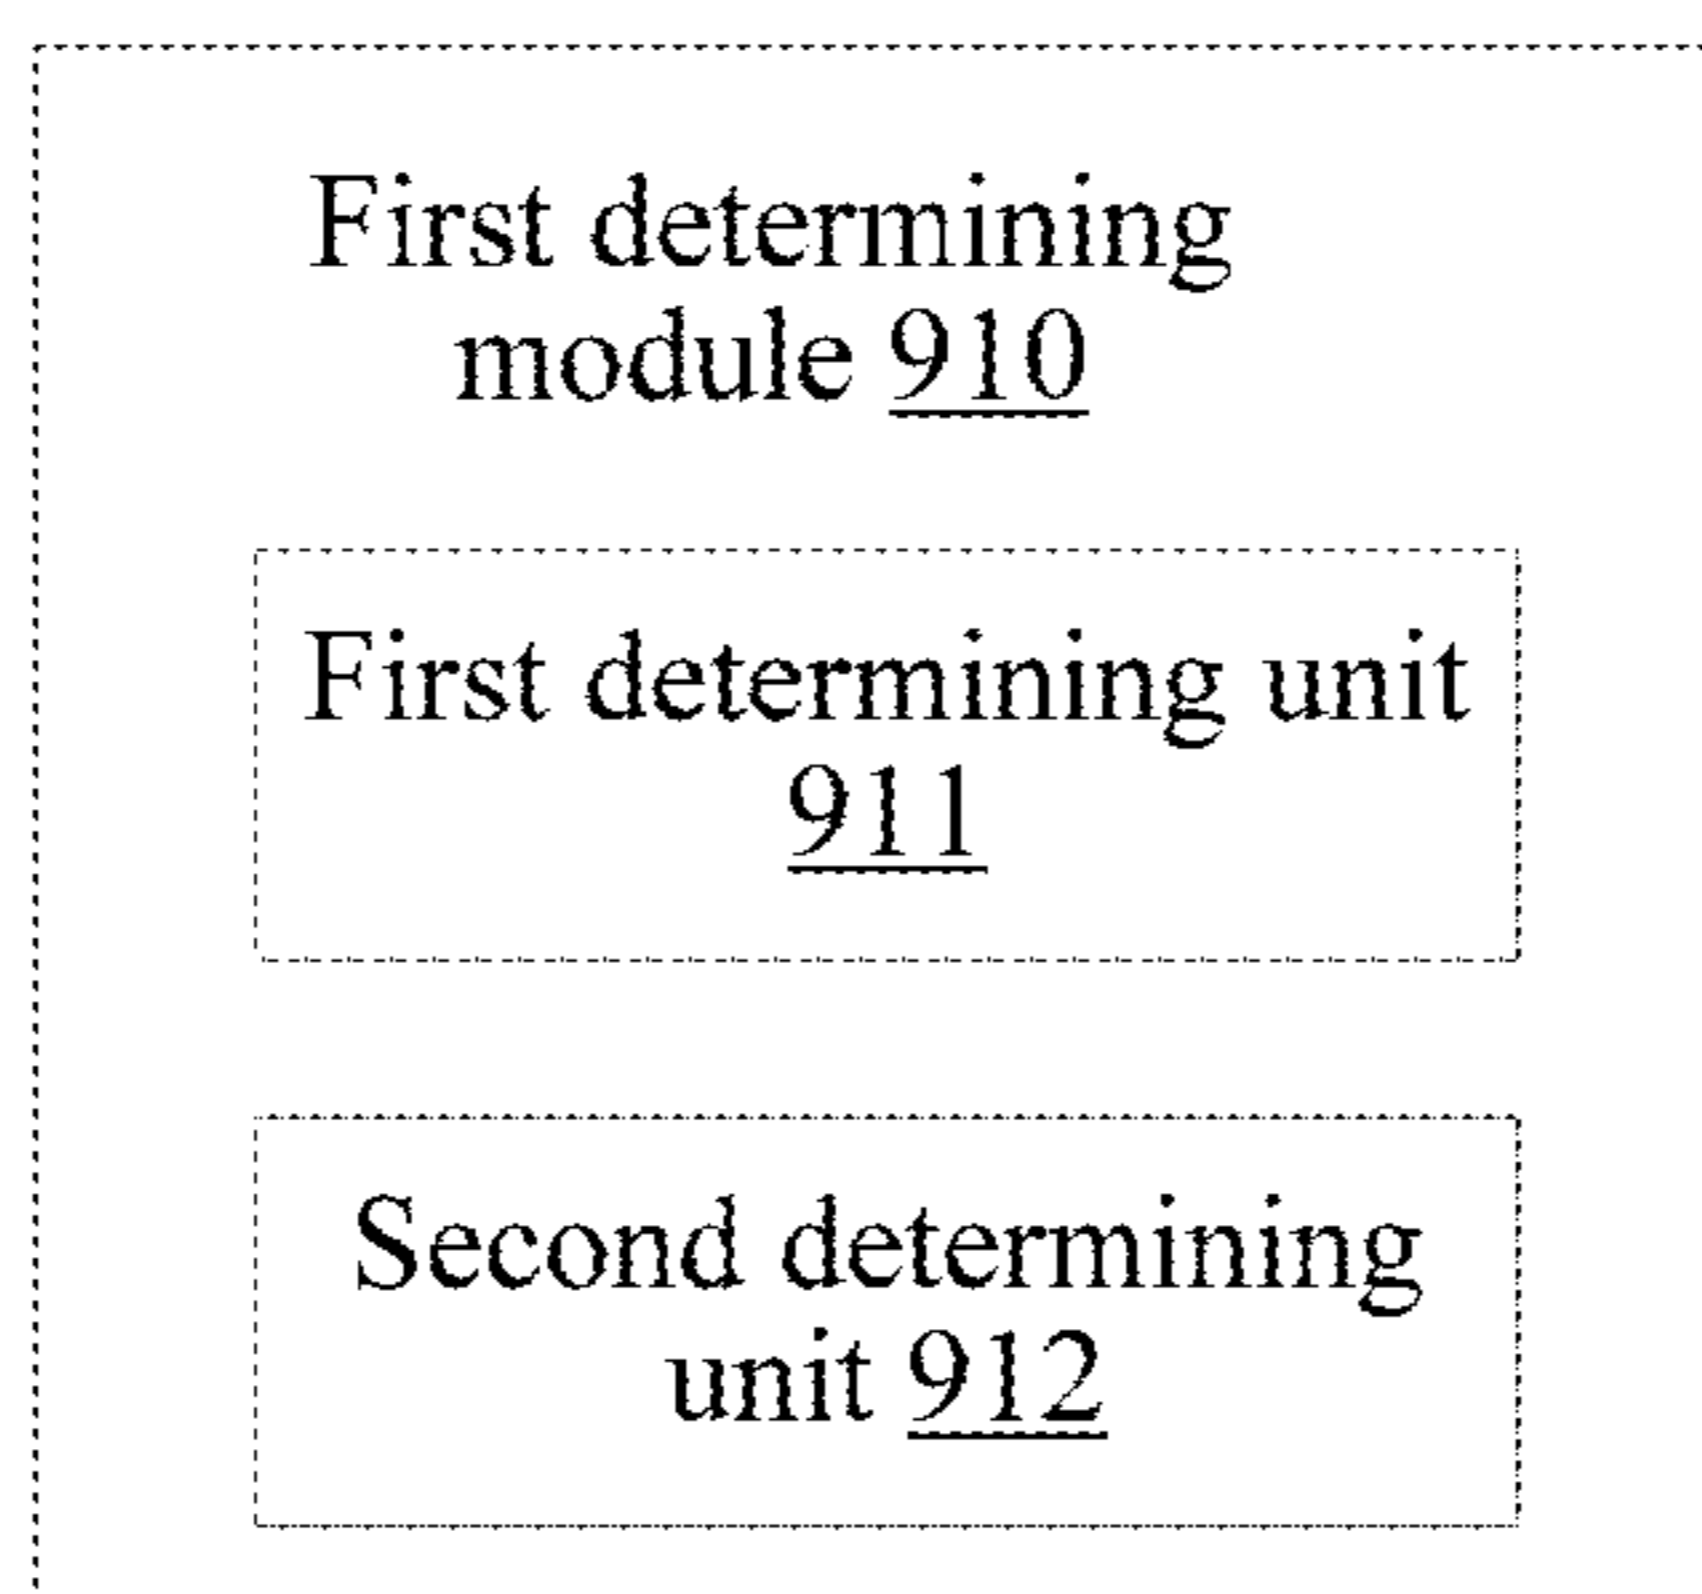 First determining
module 910
First determining unit
911
Second determining
unit 912